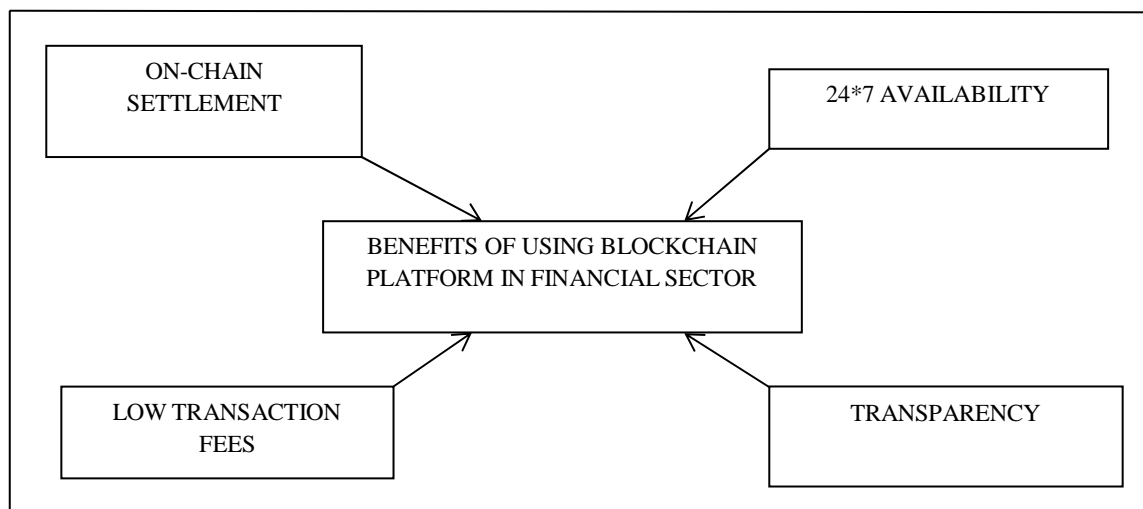 ON-CHAIN
SETTLEMENT
24*7 AVAILABILITY
BENEFITS OF USING BLOCKCHAIN
PLATFORM IN FINANCIAL SECTOR
LOW TRANSACTION
FEES
TRANSPARENCY